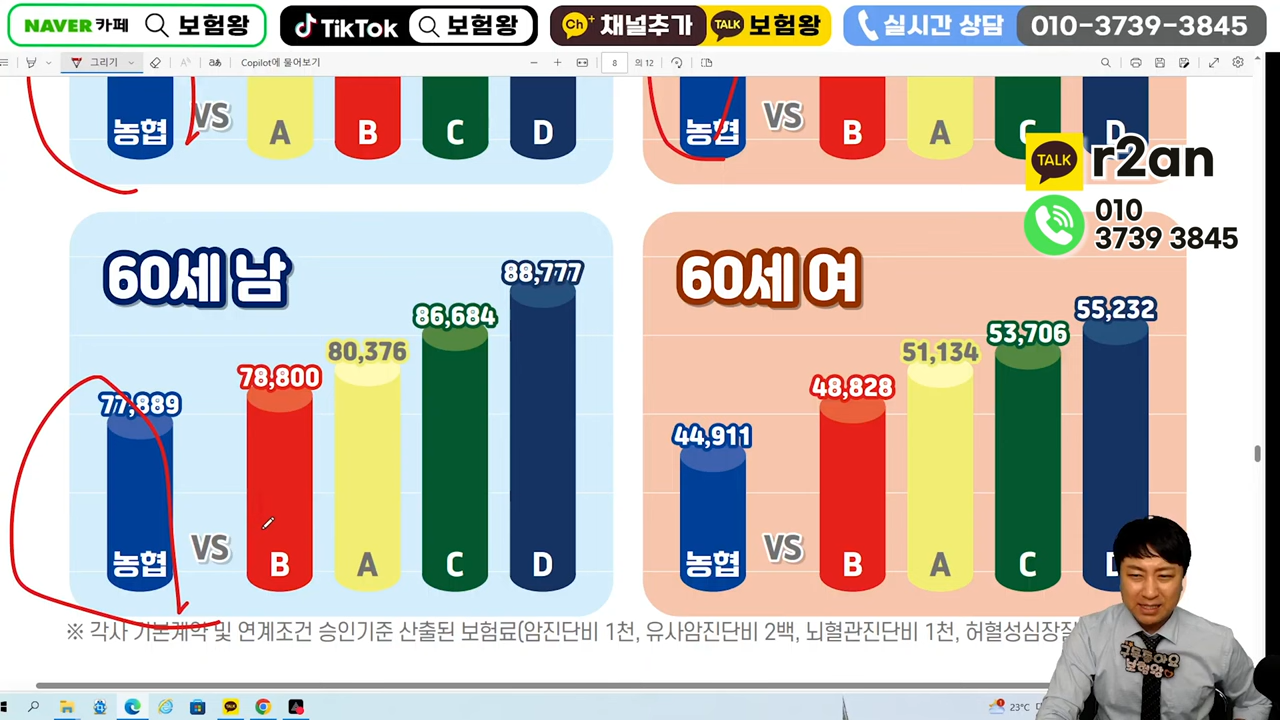 NAVER 카페 보험왕
TikTok 보험왕
Ch+ 채널추가 TALK 보험왕
실시간 상담 010-3739-3845
그리기
Copilot에 물어보기
8 의 12
농협 VS A B C D
농협 VS B A C D
TALK r2an
010
3739 3845
60세 남
77,889
78,800
80,376
86,684
88,777
농협 VS B A C D
60세 여
44,911
48,828
51,134
53,706
55,232
농협 VS B A C D
※ 각사 기본계약 및 연계조건 승인기준 산출된 보험료(암진단비 1천, 유사암진단비 2백, 뇌혈관진단비 1천, 허혈성심장질
보험왕
23°C